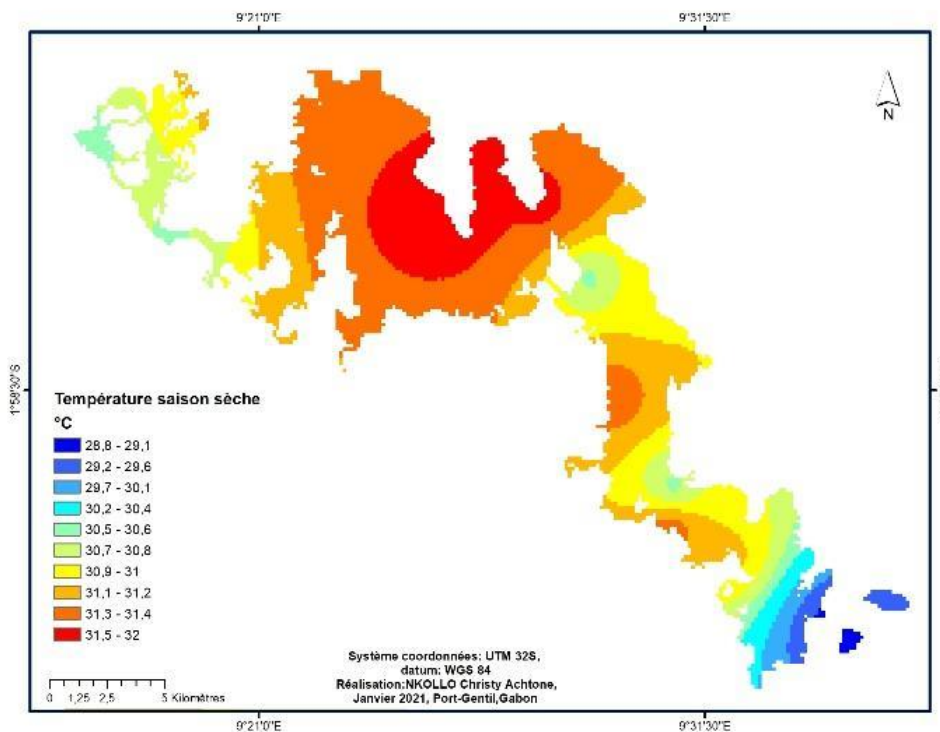 9°21'0"E
9°31'30"E
N
1°58'30"S
1°58'30"S
Température saison sèche
°C
28,8 - 29,1
29,2 - 29,6
29,7 - 30,1
30,2 - 30,4
30,5 - 30,6
30,7 - 30,8
30,9 - 31
31,1 - 31,2
31,3 - 31,4
31,5 - 32
0 1,25 2,5 5 Kilomètres
Système coordonnées: UTM 32S,
datum: WGS 84
Réalisation:NKOLLO Christy Achtone,
Janvier 2021, Port-Gentil,Gabon
9°21'0"E
9°31'30"E